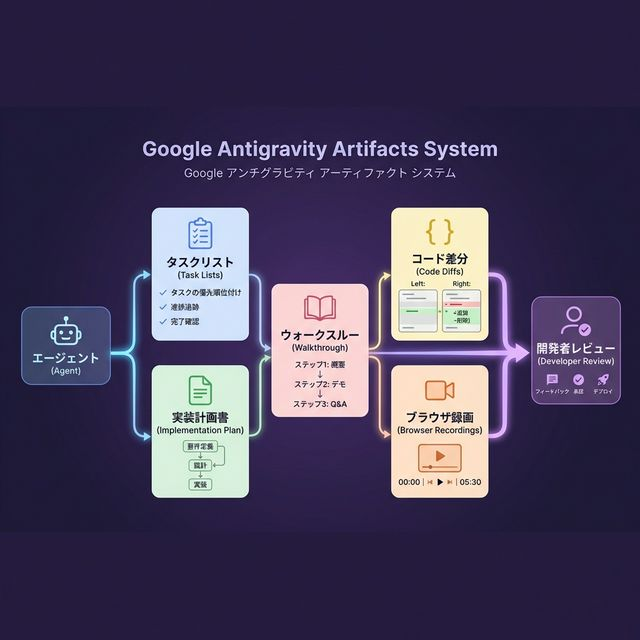 Google Antigravity Artifacts System
Google アンチグラビティ アーティファクト システム
エージェント
(Agent)
タスクリスト
(Task Lists)
タスクの優先順位付け
進捗追跡
完了確認
実装計画書
(Implementation Plan)
設計
実装
ウォークスルー
(Walkthrough)
ステップ1: 概要
↓
ステップ2: デモ
↓
ステップ3: Q&A
コード差分
(Code Diffs)
Left:
Right:
ブラウザ録画
(Browser Recordings)
00:00
05:30
開発者レビュー
(Developer Review)
フィードバック
承認
デプロイ